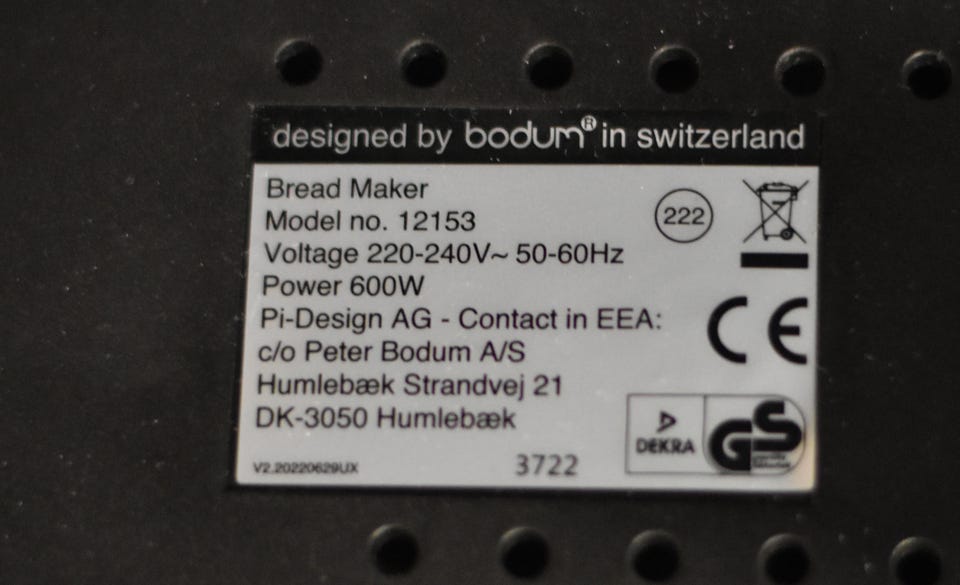 designed by bodum® in switzerland
Bread Maker
Model no. 12153
222
Voltage 220-240V~ 50-60Hz
Power 600W
Pi-Design AG - Contact in EEA:
CE
c/o Peter Bodum A/S
Humlebæk Strandvej 21
DK-3050 Humlebæk
DEKRA
GS
V2.20220629UX
3722